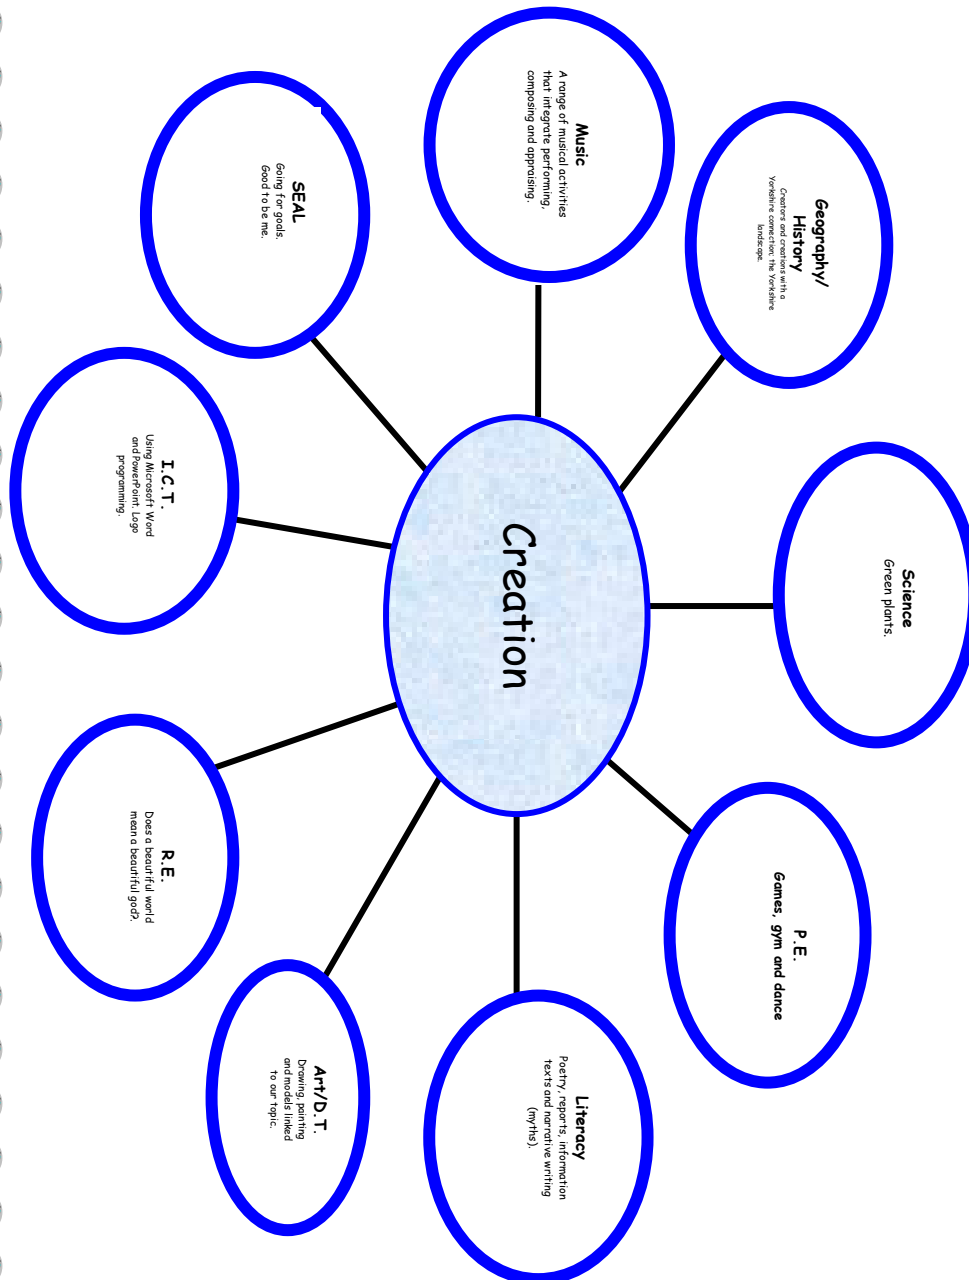 Science
Green plants.
Geography/
History
Creators and creations with a
Yorkshire connection: the Yorkshire
landscape.
P.E.
Games, gym and dance
Music
A range of musical activities
that integrate performing,
composing and appraising.
Creation
Literacy
Poetry, reports, information
texts and narrative writing
(myths).
SEAL
Going for goals.
Good to be me.
Art/D.T.
Drawing, painting
and models linked
to our topic.
I.C.T.
Using Microsoft Word
and PowerPoint. Logo
programming.
R.E.
Does a beautiful world
mean a beautiful god?.